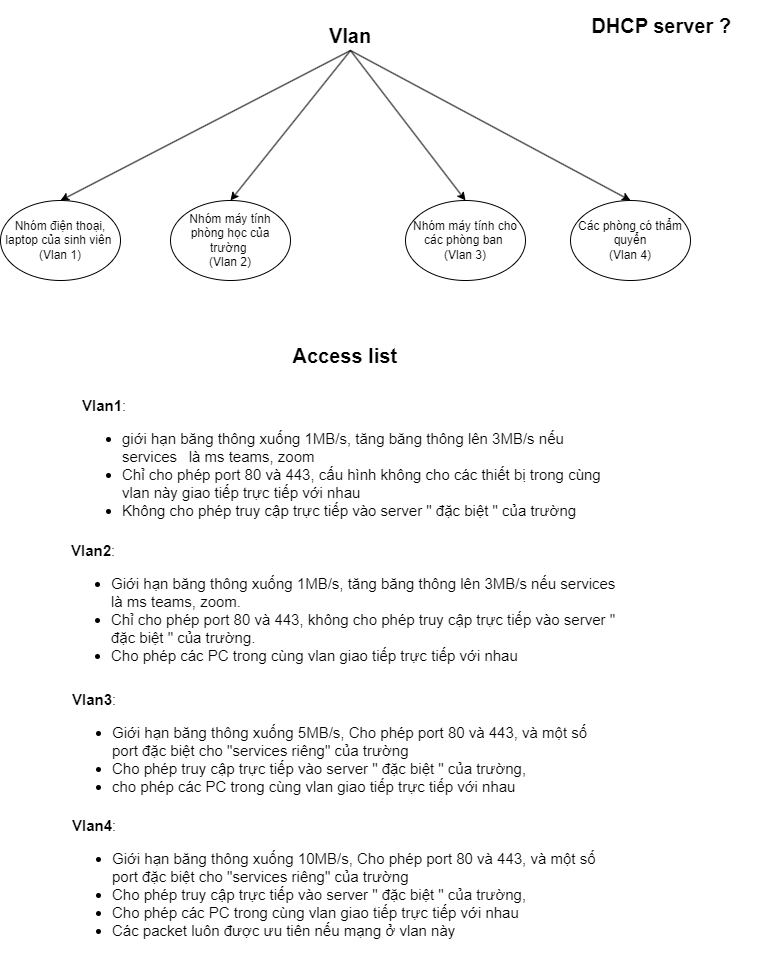 DHCP server ?
Vlan
Nhóm điện thoại,
laptop của sinh viên
(Vlan 1)
Nhóm máy tính
phòng học của
trường
(Vlan 2)
Nhóm máy tính cho
các phòng ban
(Vlan 3)
Các phòng có thẩm
quyển
(Vlan 4)
Access list
Vlan1:
giới hạn băng thông xuống 1MB/s, tăng băng thông lên 3MB/s nếu
services là ms teams, zoom
Chỉ cho phép port 80 và 443, cấu hình không cho các thiết bị trong cùng
vlan này giao tiếp trực tiếp với nhau
Không cho phép truy cập trực tiếp vào server " đặc biệt " của trường
Vlan2:
Giới hạn băng thông xuống 1MB/s, tăng băng thông lên 3MB/s nếu services
là ms teams, zoom.
Chỉ cho phép port 80 và 443, không cho phép truy cập trực tiếp vào server "
đặc biệt " của trường.
Cho phép các PC trong cùng vlan giao tiếp trực tiếp với nhau
Vlan3:
Giới hạn băng thông xuống 5MB/s, Cho phép port 80 và 443, và một số
port đặc biệt cho "services riêng" của trường
Cho phép truy cập trực tiếp vào server " đặc biệt " của trường,
cho phép các PC trong cùng vlan giao tiếp trực tiếp với nhau
Vlan4:
Giới hạn băng thông xuống 10MB/s, Cho phép port 80 và 443, và một số
port đặc biệt cho "services riêng" của trường
Cho phép truy cập trực tiếp vào server " đặc biệt " của trường,
Cho phép các PC trong cùng vlan giao tiếp trực tiếp với nhau
Các packet luôn được ưu tiên nếu mạng ở vlan này